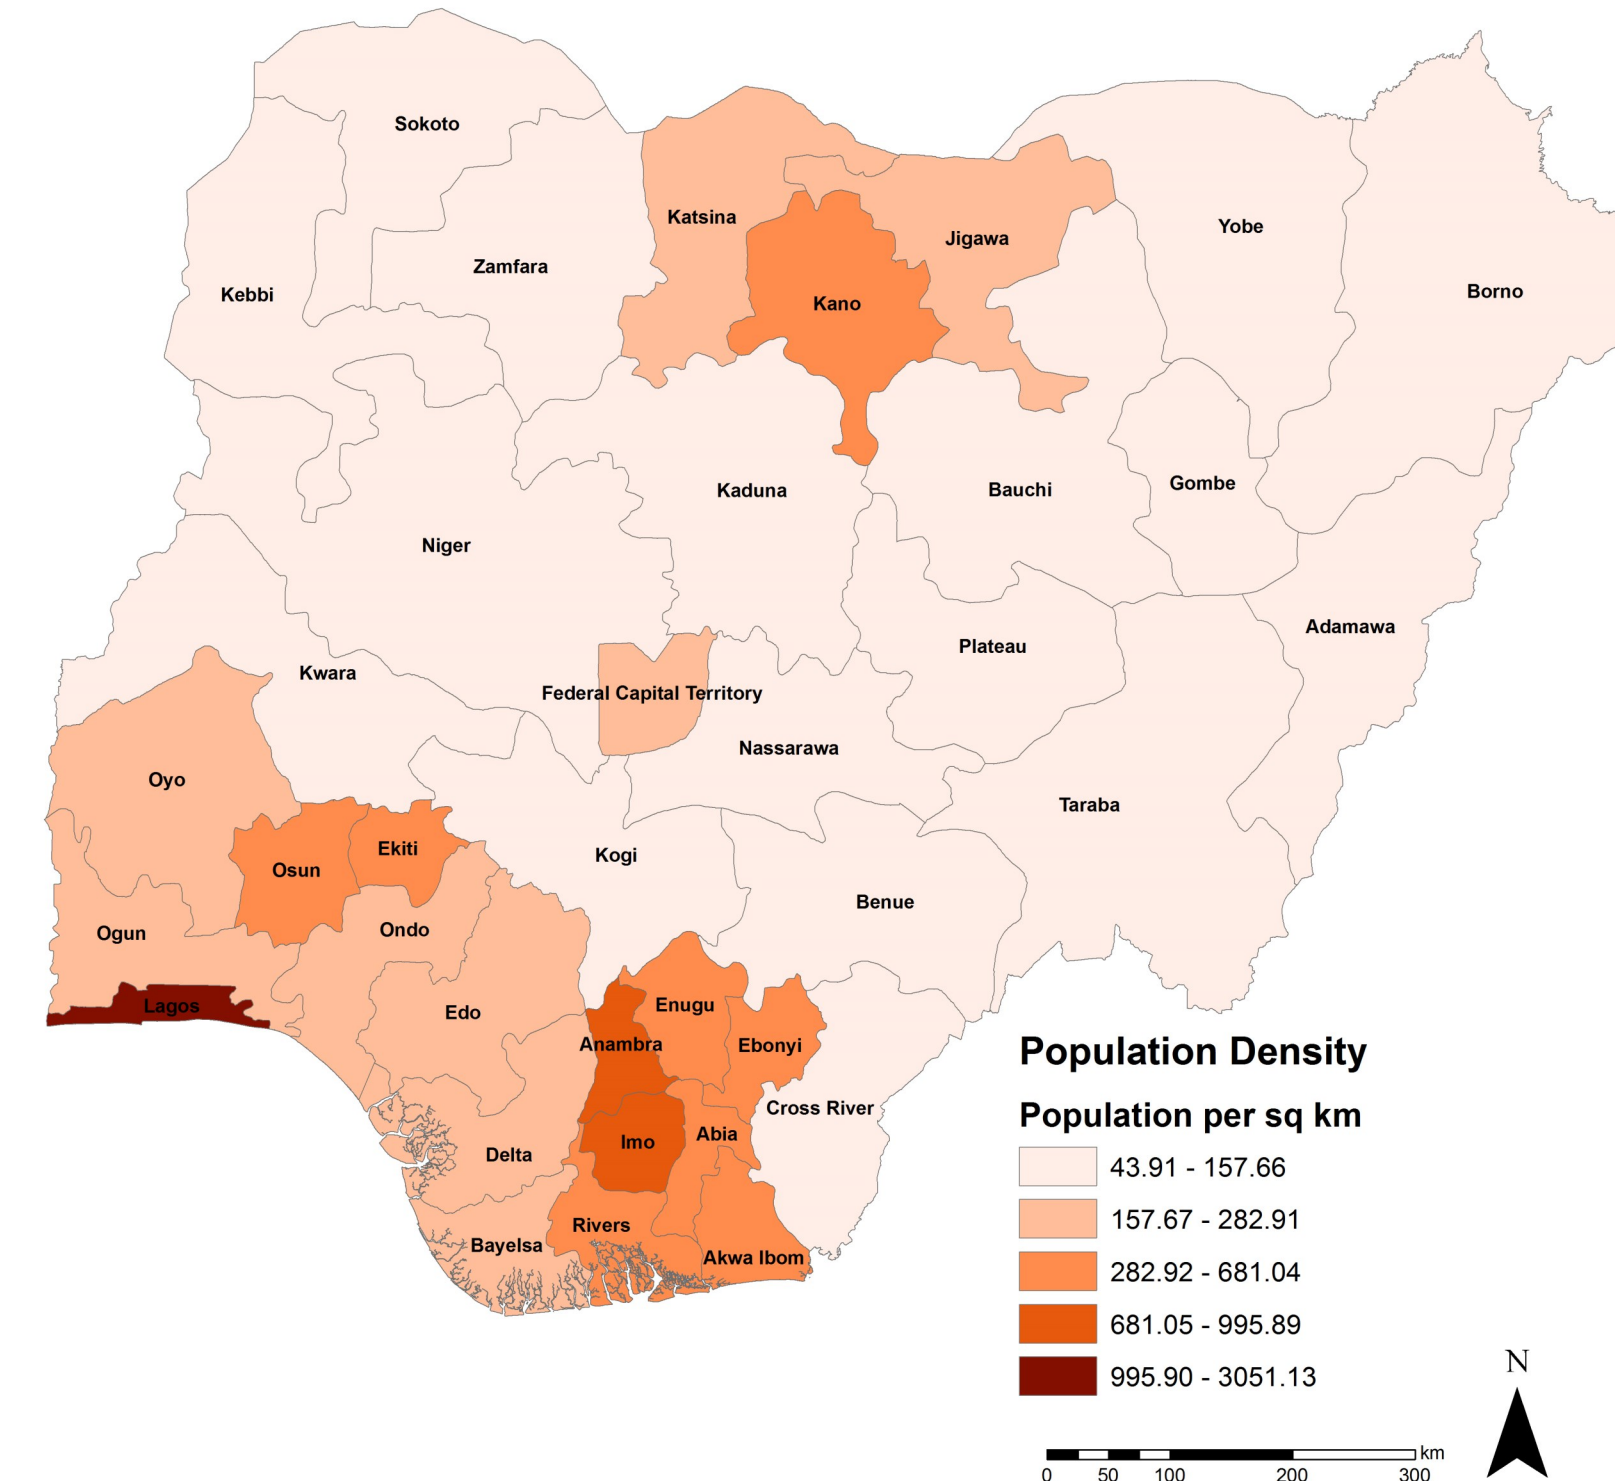 Sokoto
Katsina
Yobe
Jigawa
Zamfara
Kebbi
Borno
Kano
Gombe
Kaduna
Bauchi
Niger
Adamawa
Plateau
Kwara
Federal Capital Territory
Nassarawa
Oyo
Taraba
Ekiti
Kogi
Osun
Benue
Ondo
Ogun
Lagos
Enugu
Edo
Anambra
Ebonyi
Cross River
Abia
Imo
Delta
Rivers
Bayelsa
Akwa Ibom
Population Density
Population per sq km
43.91 - 157.66
157.67 - 282.91
282.92 - 681.04
681.05 - 995.89
995.90 - 3051.13
N
km
0 50 100 200 300